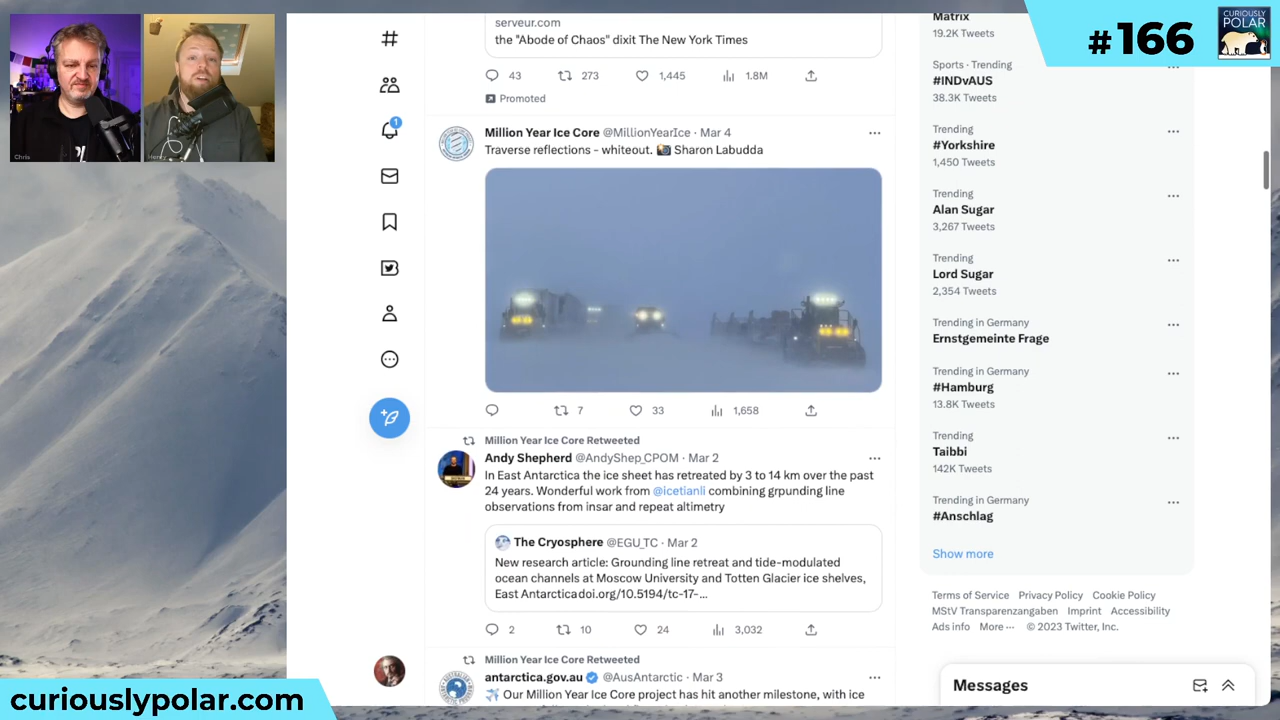 Chris
Henry
#166
CURIOUSLY
POLAR
serveur.com
the "Abode of Chaos" dixit The New York Times
43 273 1,445 1.8M
Promoted
Million Year Ice Core @MillionYearIce · Mar 4
Traverse reflections - whiteout. 📸 Sharon Labudda
7 33 1,658
Million Year Ice Core Retweeted
Andy Shepherd @AndyShep_CPOM · Mar 2
In East Antarctica the ice sheet has retreated by 3 to 14 km over the past
24 years. Wonderful work from @icetianli combining grpunding line
observations from insar and repeat altimetry
The Cryosphere @EGU_TC · Mar 2
New research article: Grounding line retreat and tide-modulated
ocean channels at Moscow University and Totten Glacier ice shelves,
East Antarcticadoi.org/10.5194/tc-17-...
2 10 24 3,032
Million Year Ice Core Retweeted
antarctica.gov.au @AusAntarctic · Mar 3
✈️ Our Million Year Ice Core project has hit another milestone, with ice
1
Matrix
19.2K Tweets
Sports · Trending
#INDvAUS
38.3K Tweets
Trending
#Yorkshire
1,450 Tweets
Trending
Alan Sugar
3,267 Tweets
Trending
Lord Sugar
2,354 Tweets
Trending in Germany
Ernstgemeinte Frage
Trending in Germany
#Hamburg
13.8K Tweets
Trending
Taibbi
142K Tweets
Trending in Germany
#Anschlag
Show more
Terms of Service Privacy Policy Cookie Policy
MStV Transparenzangaben Imprint Accessibility
Ads info More ··· © 2023 Twitter, Inc.
Messages
curiouslypolar.com